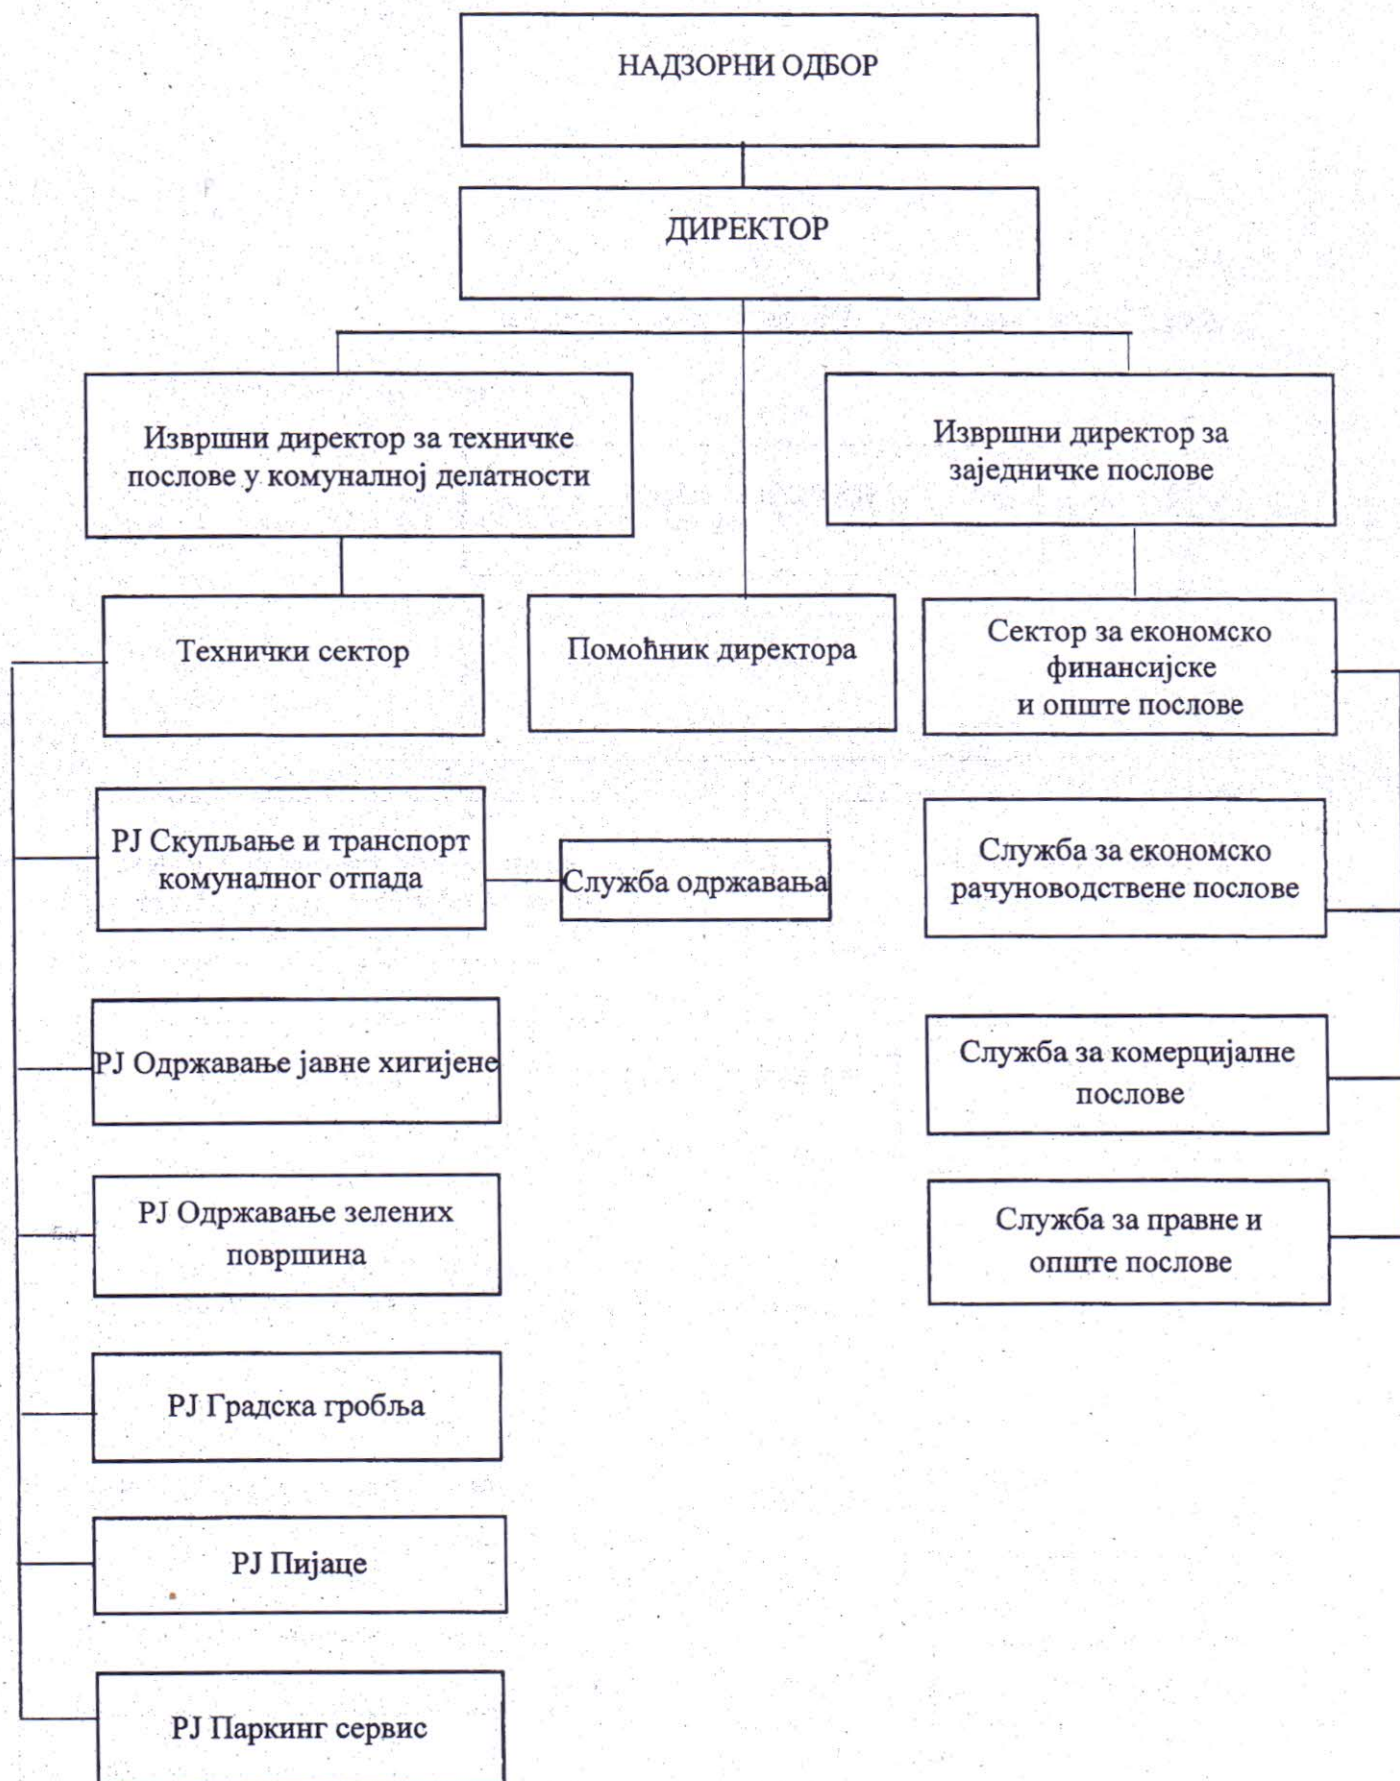 НАДЗОРНИ ОДБОР
ДИРЕКТОР
Извршни директор за техничке
послове у комуналној делатности
Извршни директор за
заједничке послове
Технички сектор
Помоћник директора
Сектор за економско
финансијске
и опште послове
РЈ Скупљање и транспорт
комуналног отпада
Служба одржавања
Служба за економско
рачуноводствене послове
РЈ Одржавање јавне хигијене
Служба за комерцијалне
послове
РЈ Одржавање зелених
површина
Служба за правне и
опште послове
РЈ Градска гробља
РЈ Пијаце
РЈ Паркинг сервис